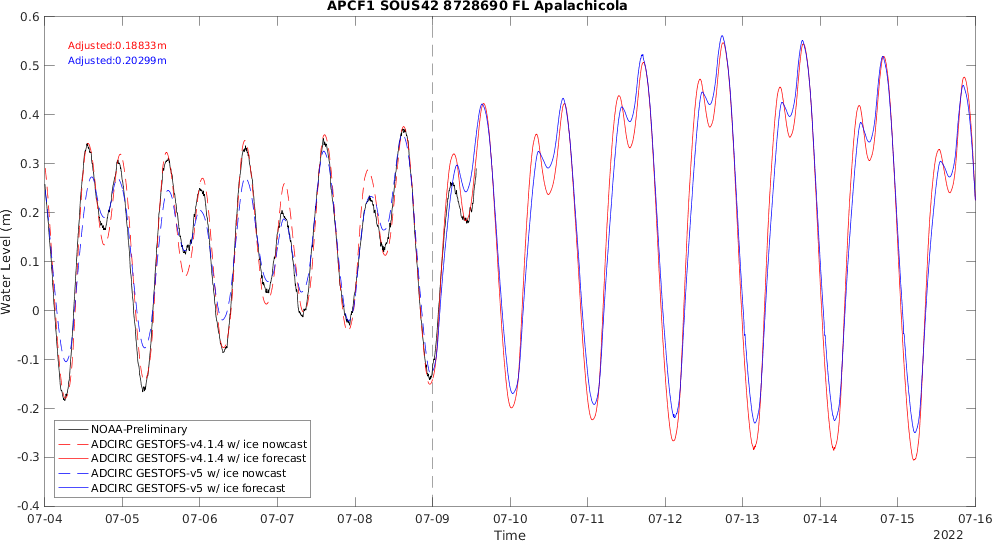 APCF1 SOUS42 8728690 FL Apalachicola
Adjusted:0.18833m
Adjusted:0.20299m
Water Level (m)
0.6
0.5
0.4
0.3
0.2
0.1
0
-0.1
-0.2
-0.3
-0.4
NOAA-Preliminary
ADCIRC GESTOFS-v4.1.4 w/ ice nowcast
ADCIRC GESTOFS-v4.1.4 w/ ice forecast
ADCIRC GESTOFS-v5 w/ ice nowcast
ADCIRC GESTOFS-v5 w/ ice forecast
07-04 07-05 07-06 07-07 07-08 07-09 07-10 07-11 07-12 07-13 07-14 07-15 07-16
Time
2022